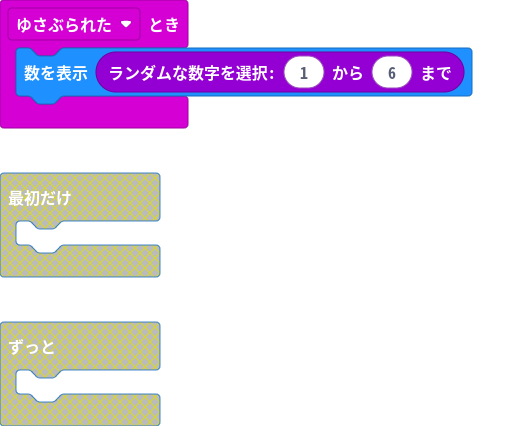 ゆさぶられた とき
数を表示 ランダムな数字を選択: 1 から 6 まで
最初だけ
ずっと